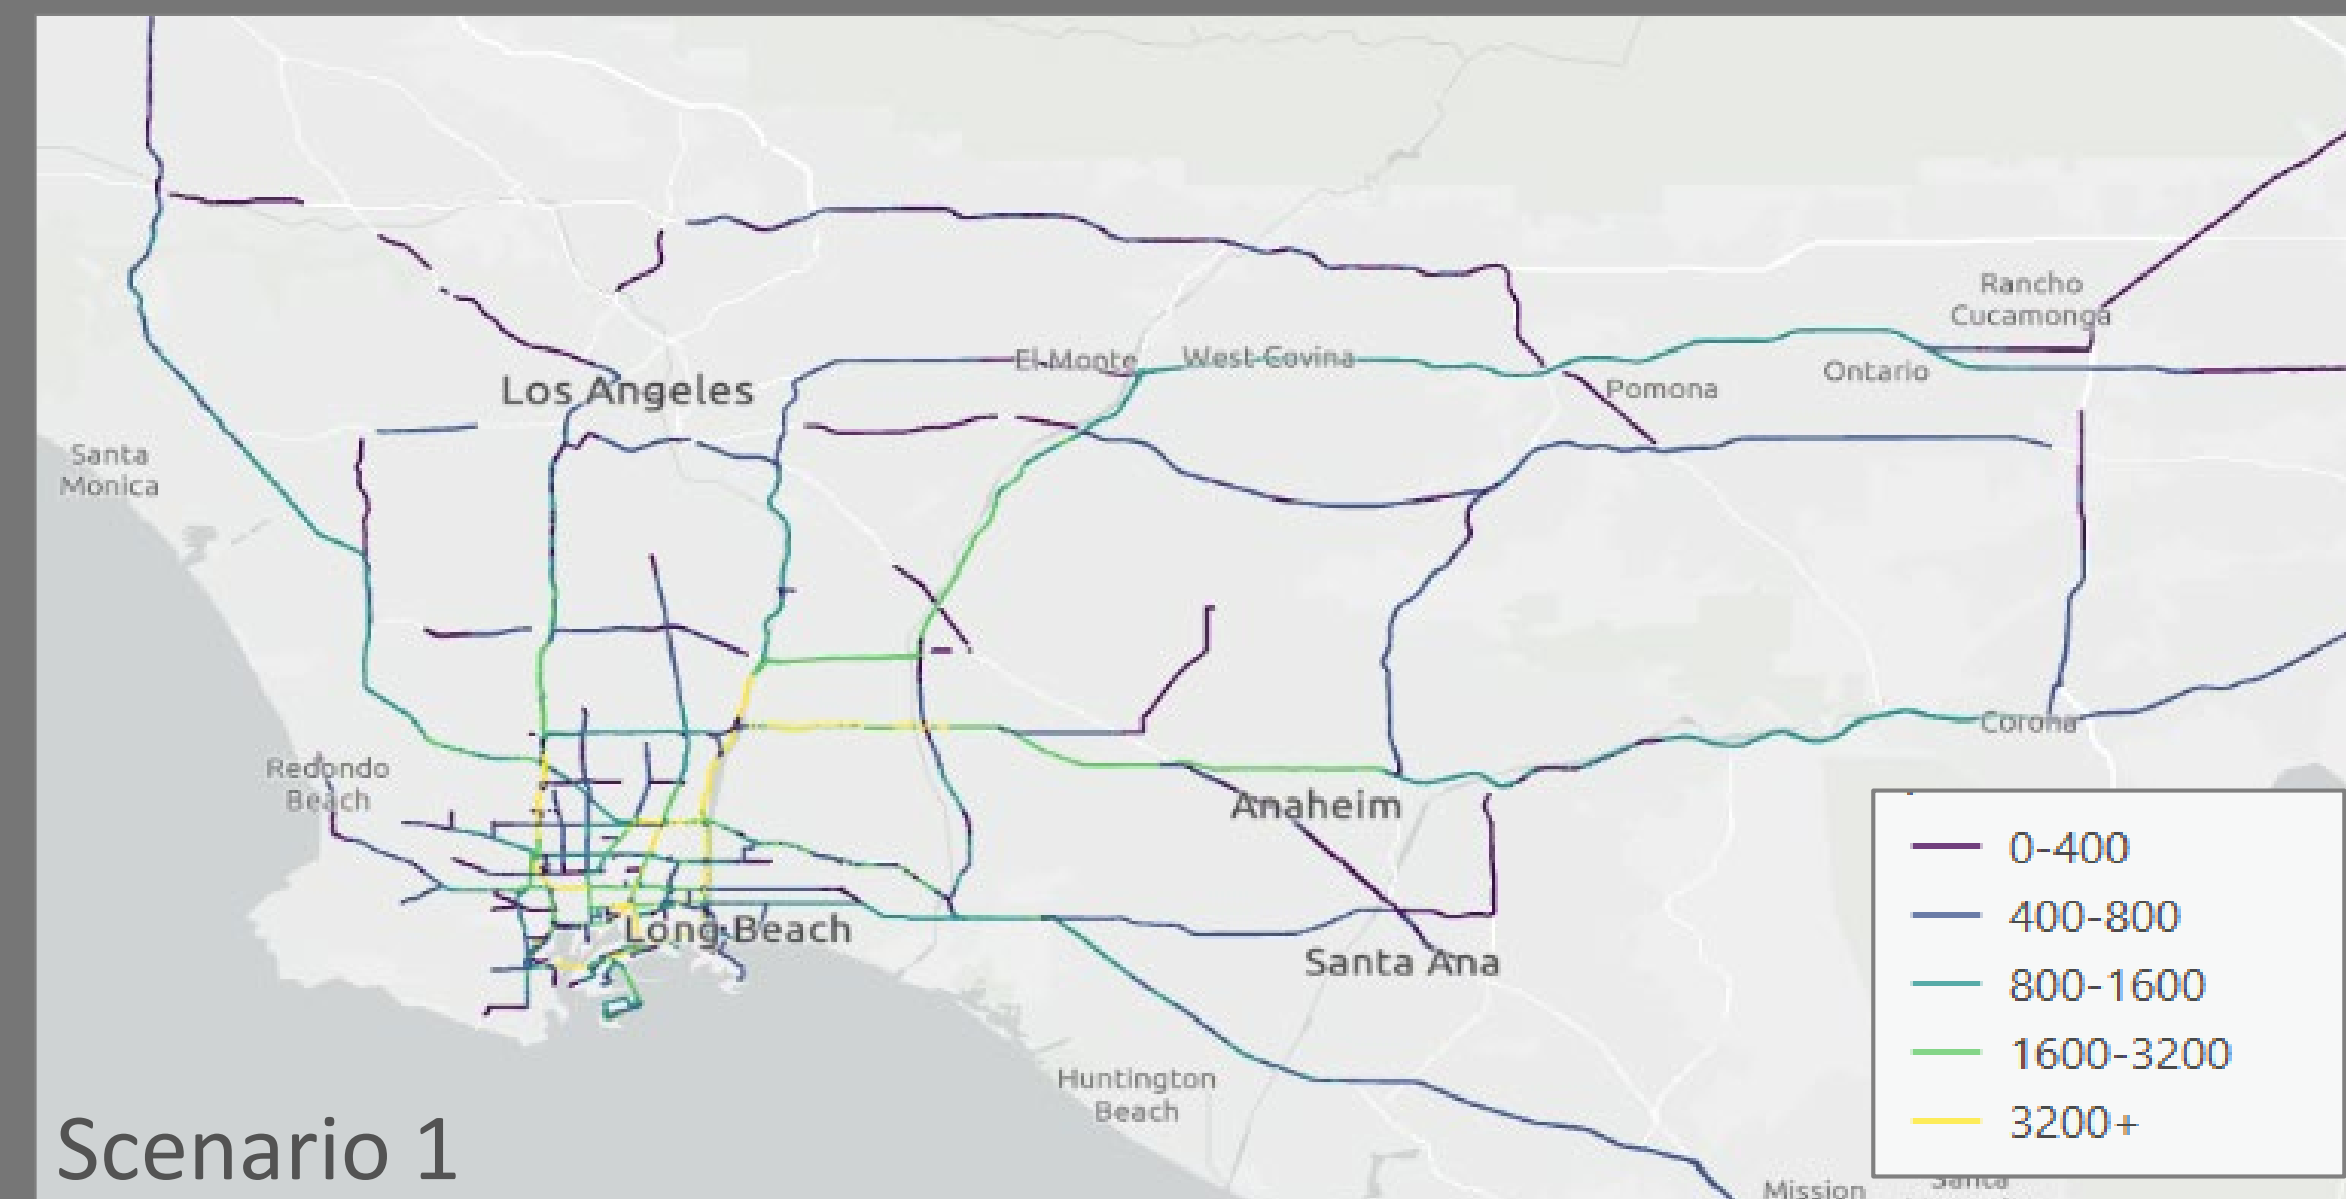 Rancho
Cucamonga
El Monte
West Covina
Los Angeles
Ontario
Pomona
Santa
Monica
Corona
Redondo
Beach
Anaheim
0-400
400-800
Long Beach
Santa Ana
800-1600
1600-3200
Huntington
Beach
3200+
Scenario 1
Mission
Santa